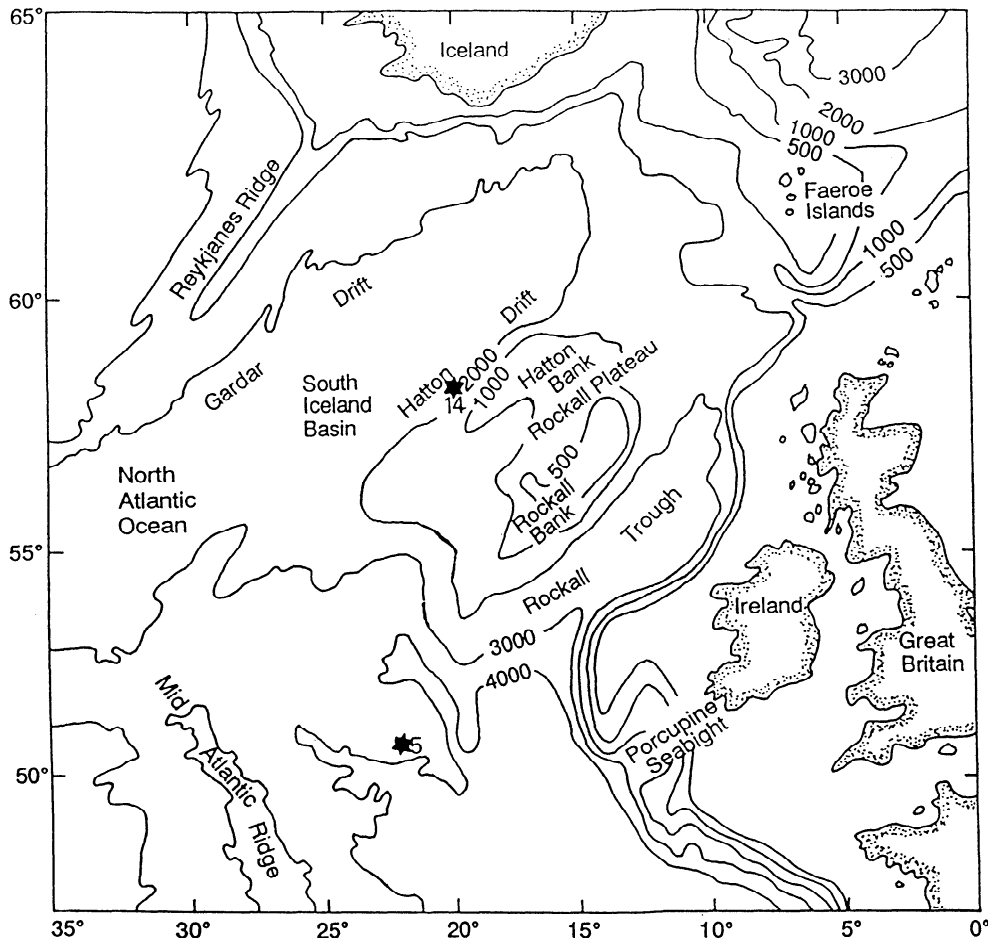 65°
Iceland
3000
2000
1000
500
Faeroe
Islands
Reykjanes Ridge
1000
500
60°
Drift
Drift
Gardar
South
Iceland
Basin
Hatton
2000
14
1000
Hatton
Bank
Rockall Plateau
500
Rockall
Bank
North
Atlantic
Ocean
Trough
55°
Rockall
Ireland
Great
Britain
3000
4000
Mid
Atlantic
Ridge
5
Porcupine
Seabight
50°
35°
30°
25°
20°
15°
10°
5°
0°